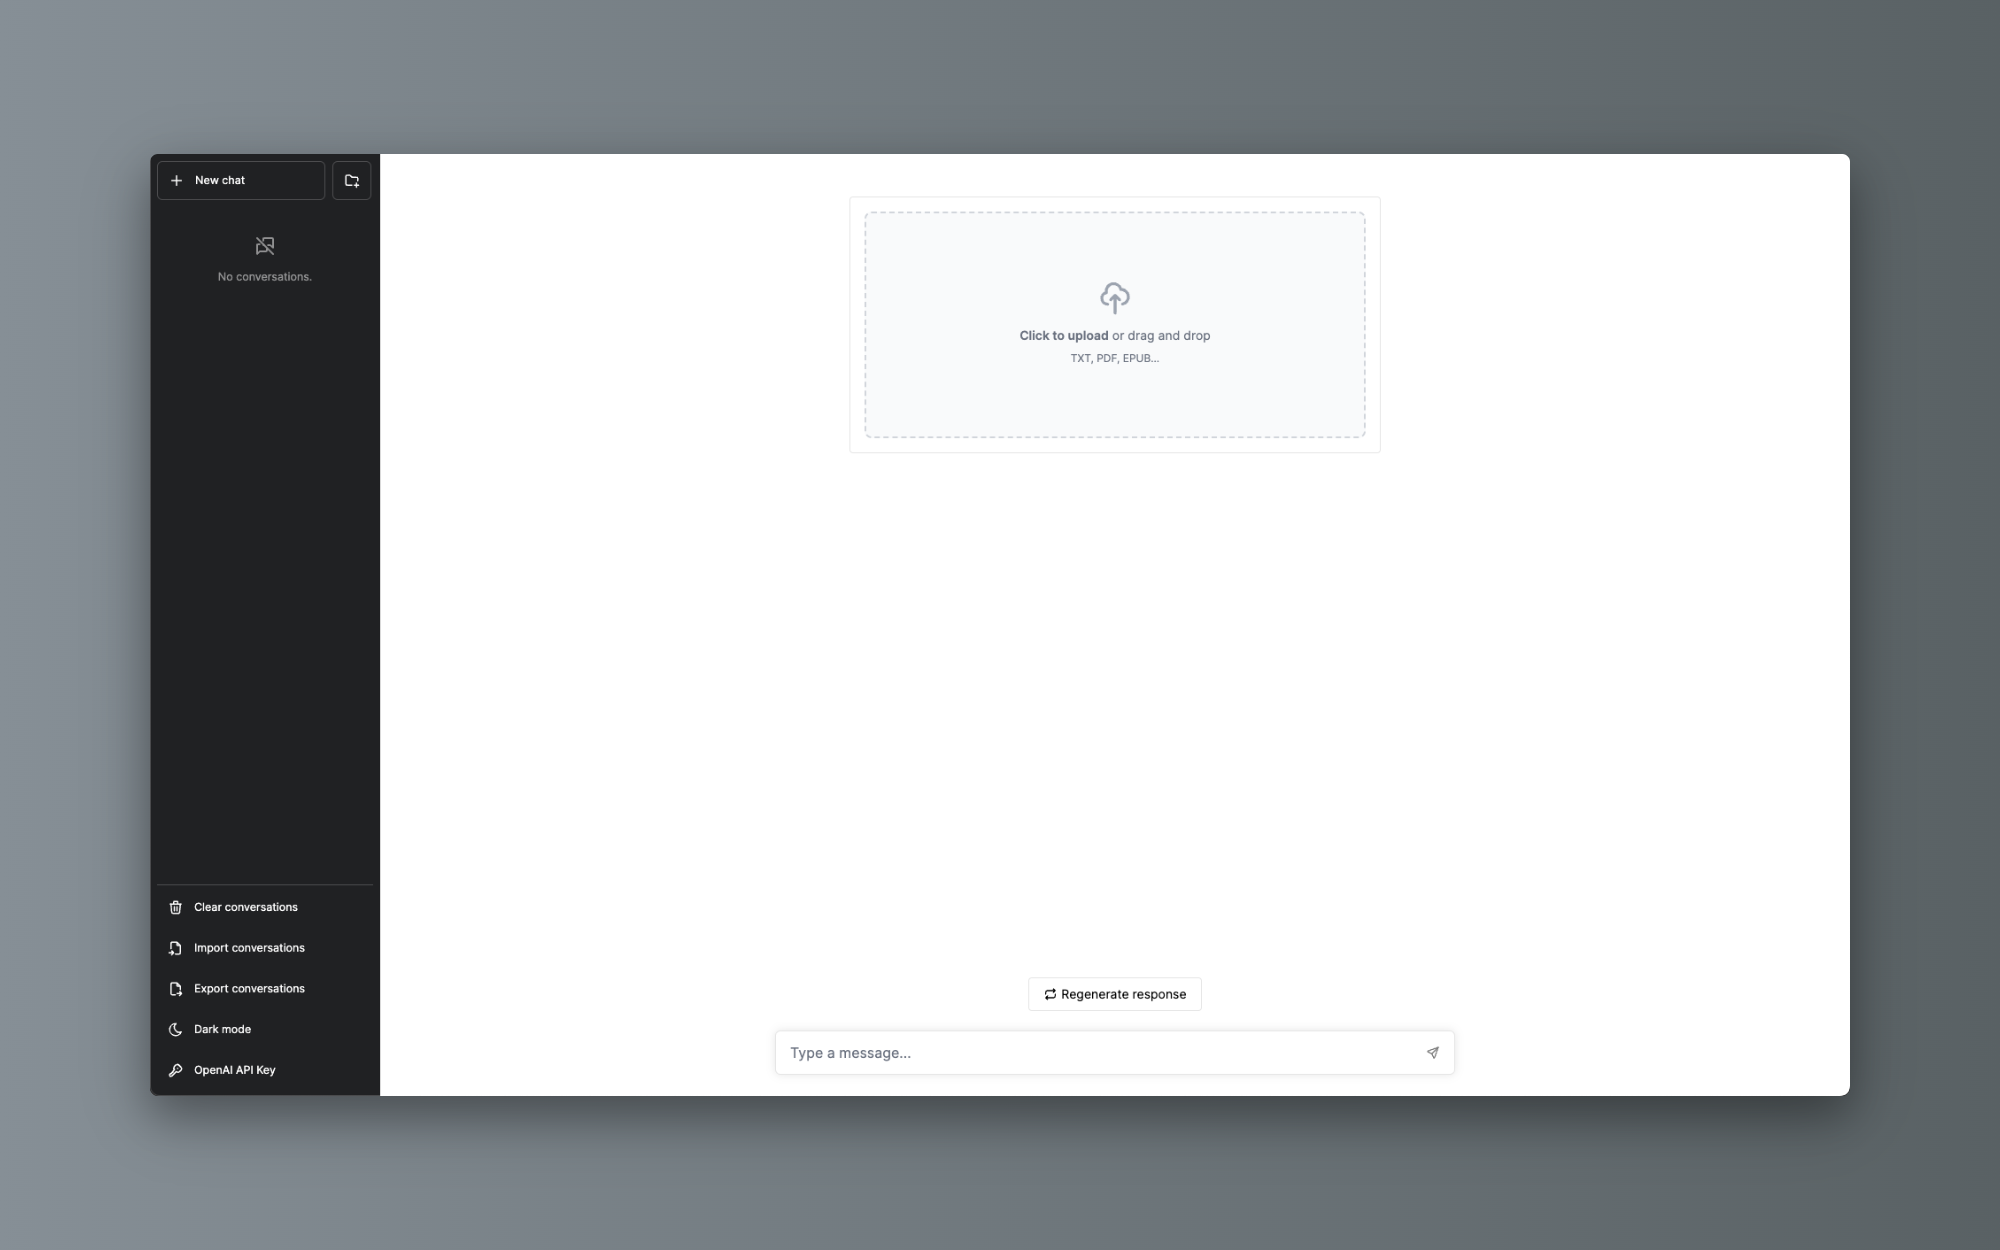 New chat
No conversations.
Click to upload or drag and drop
TXT, PDF, EPUB...
Clear conversations
Import conversations
Export conversations
Dark mode
OpenAI API Key
Regenerate response
Type a message...